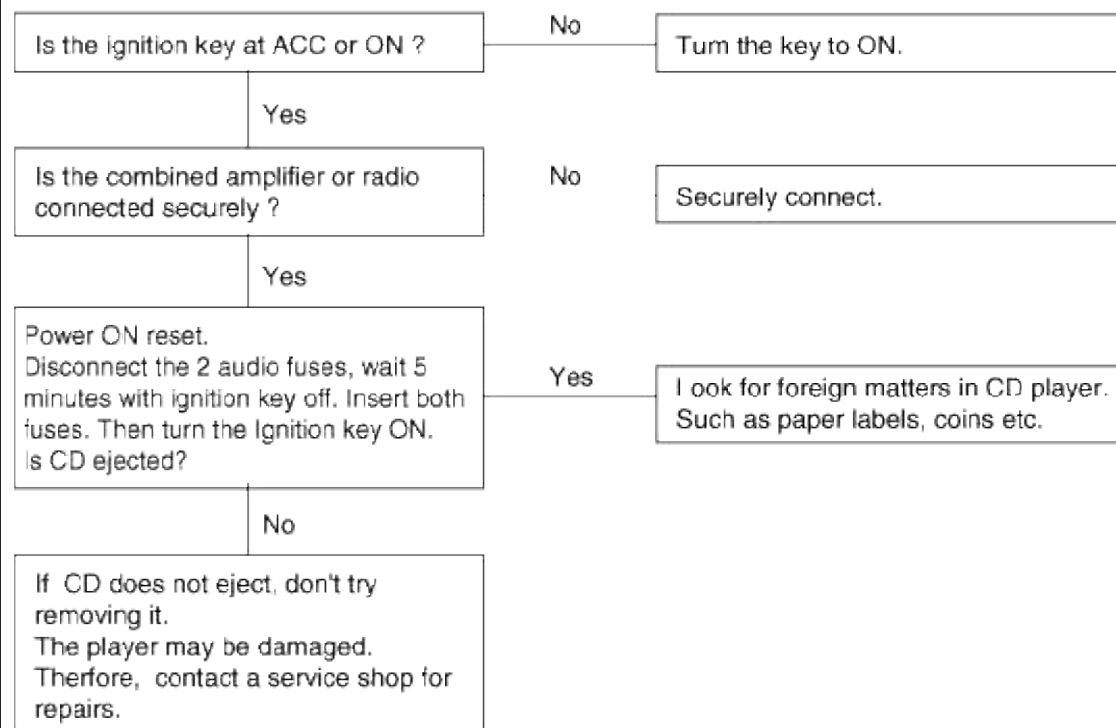 Is the ignition key at ACC or ON ?
No
Turn the key to ON.
Yes
Is the combined amplifier or radio
connected securely ?
No
Securely connect.
Yes
Power ON reset.
Disconnect the 2 audio fuses, wait 5
minutes with ignition key off. Insert both
fuses. Then turn the Ignition key ON.
Is CD ejected?
Yes
Look for foreign matters in CD player.
Such as paper labels, coins etc.
No
If CD does not eject, don't try
removing it.
The player may be damaged.
Therfore, contact a service shop for
repairs.